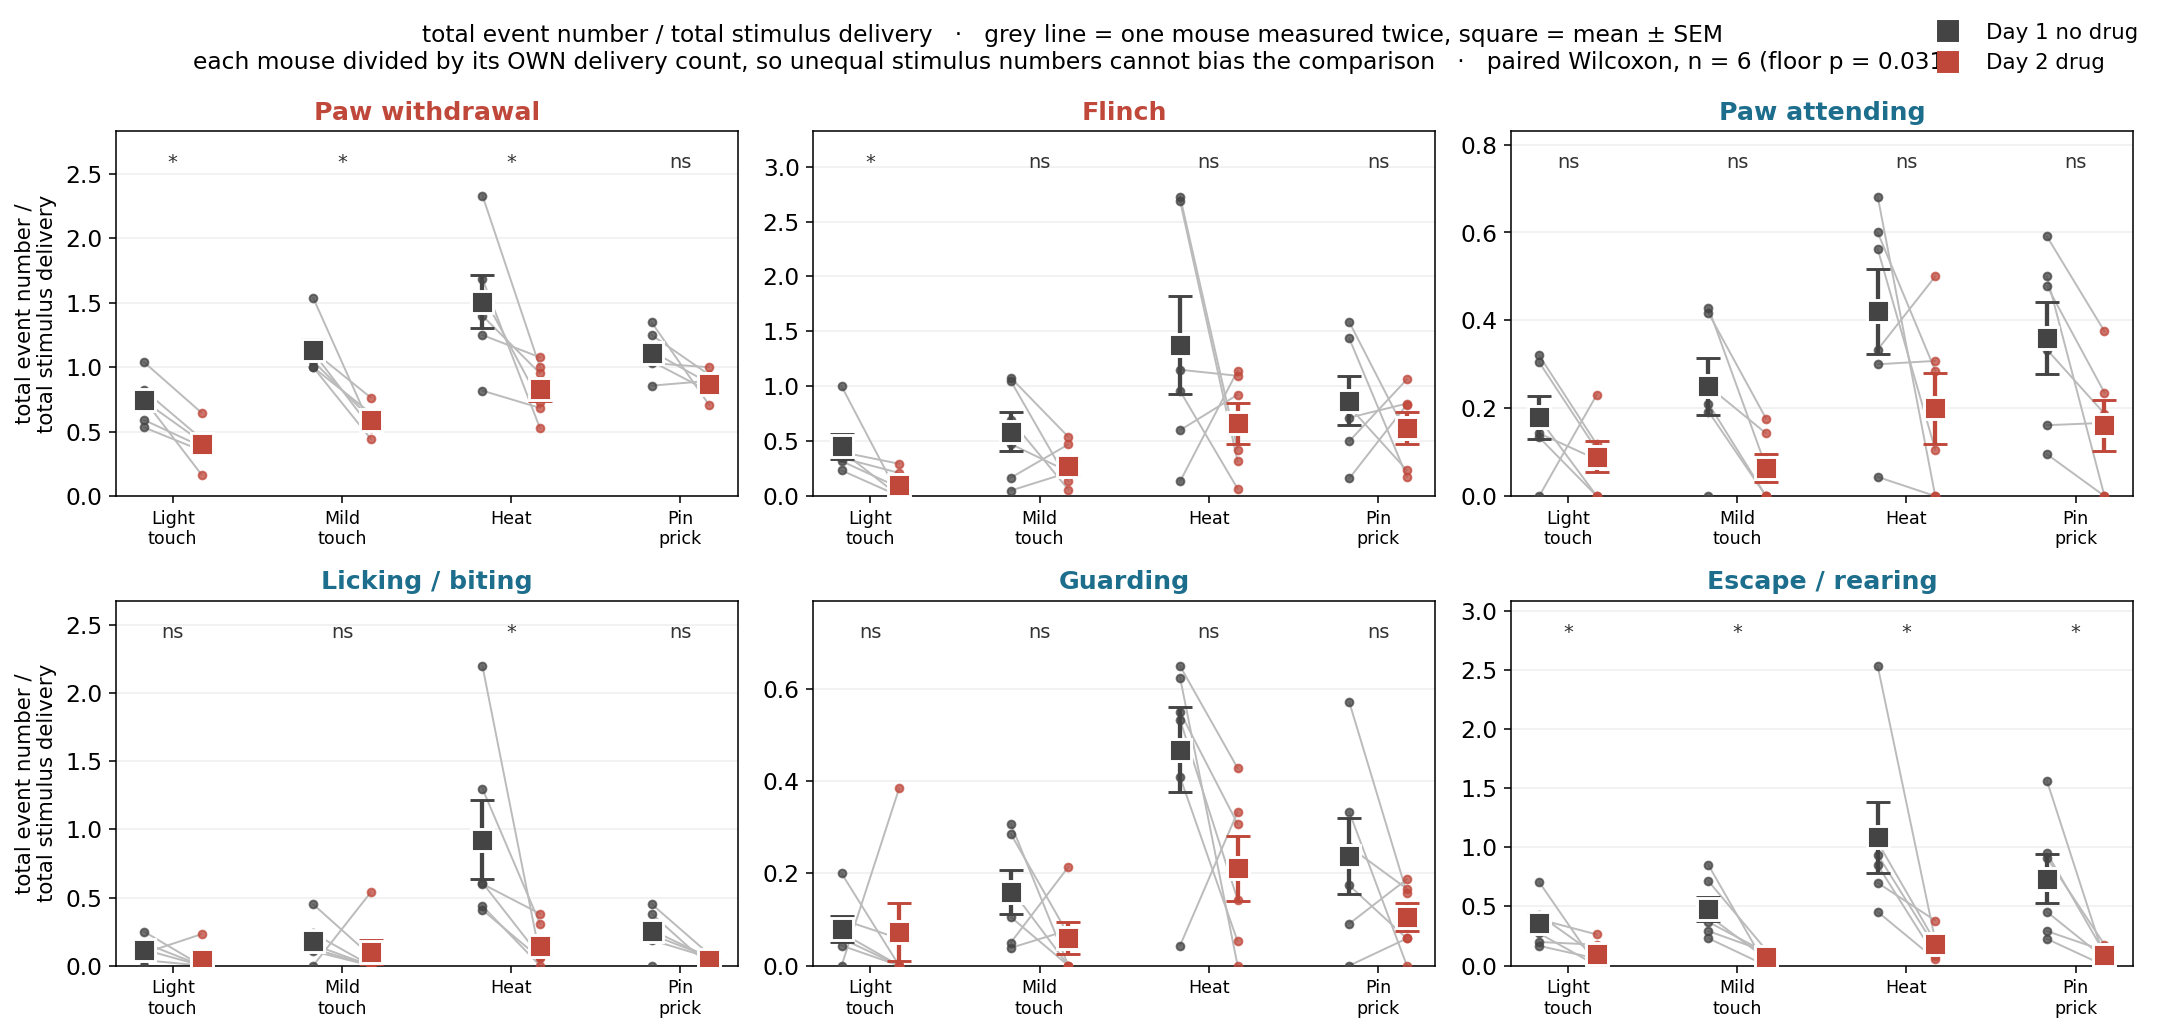 total event number / total stimulus delivery · grey line = one mouse measured twice, square = mean ± SEM
each mouse divided by its OWN delivery count, so unequal stimulus numbers cannot bias the comparison · paired Wilcoxon, n = 6 (floor p = 0.031
Day 1 no drug
Day 2 drug
Paw withdrawal
total event number /
total stimulus delivery
2.5
2.0
1.5
1.0
0.5
0.0
* * * ns
Light touch
Mild touch
Heat
Pin prick
Flinch
3.0
2.5
2.0
1.5
1.0
0.5
0.0
* ns ns ns
Light touch
Mild touch
Heat
Pin prick
Paw attending
0.8
0.6
0.4
0.2
0.0
ns ns ns ns
Light touch
Mild touch
Heat
Pin prick
Licking / biting
total event number /
total stimulus delivery
2.5
2.0
1.5
1.0
0.5
0.0
ns ns * ns
Light touch
Mild touch
Heat
Pin prick
Guarding
0.6
0.4
0.2
0.0
ns ns ns ns
Light touch
Mild touch
Heat
Pin prick
Escape / rearing
3.0
2.5
2.0
1.5
1.0
0.5
0.0
* * * *
Light touch
Mild touch
Heat
Pin prick